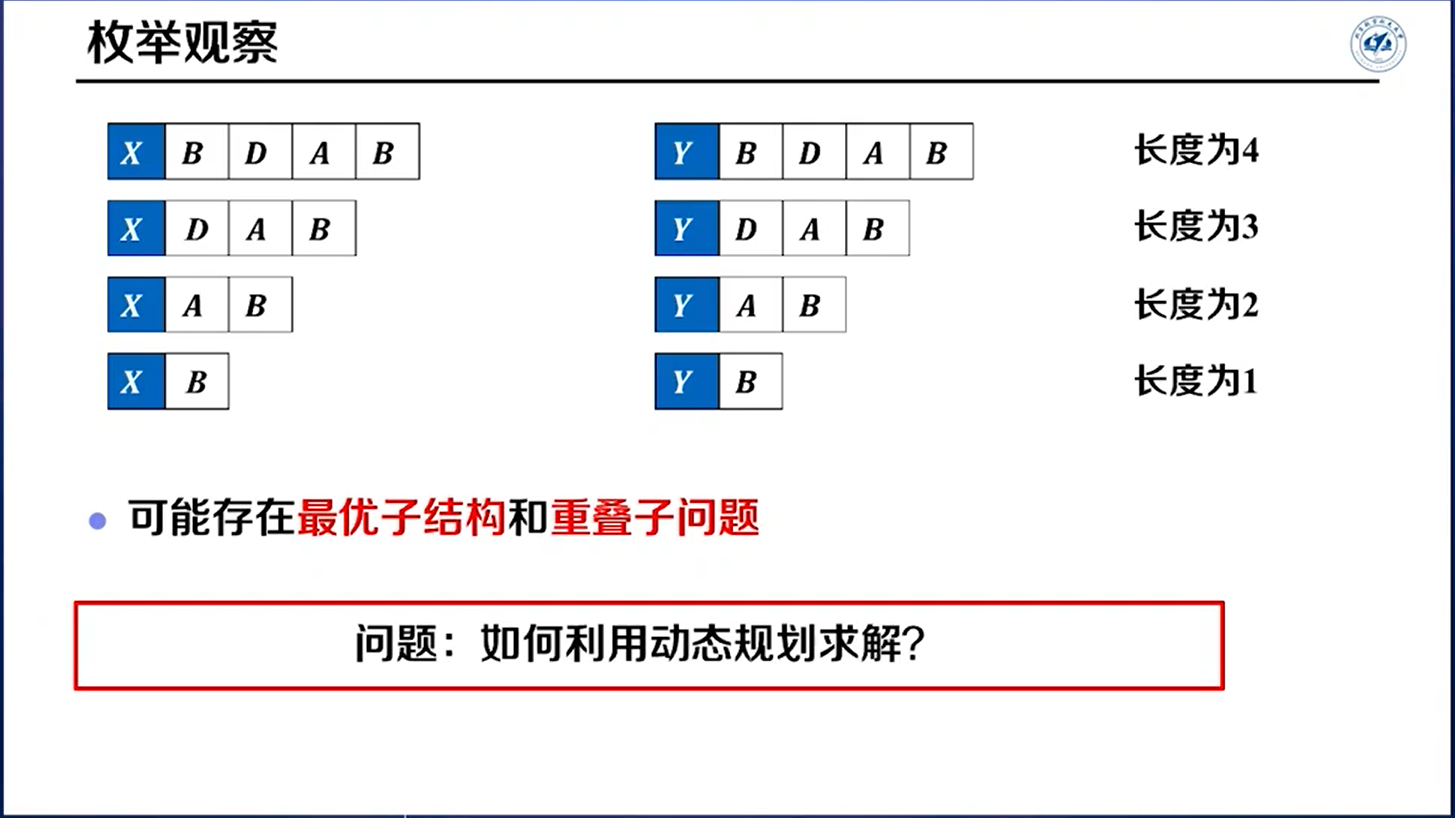 枚举观察
X B D A B Y B D A B 长度为4
X D A B Y D A B 长度为3
X A B Y A B 长度为2
X B Y B 长度为1
可能存在最优子结构和重叠子问题
问题：如何利用动态规划求解?